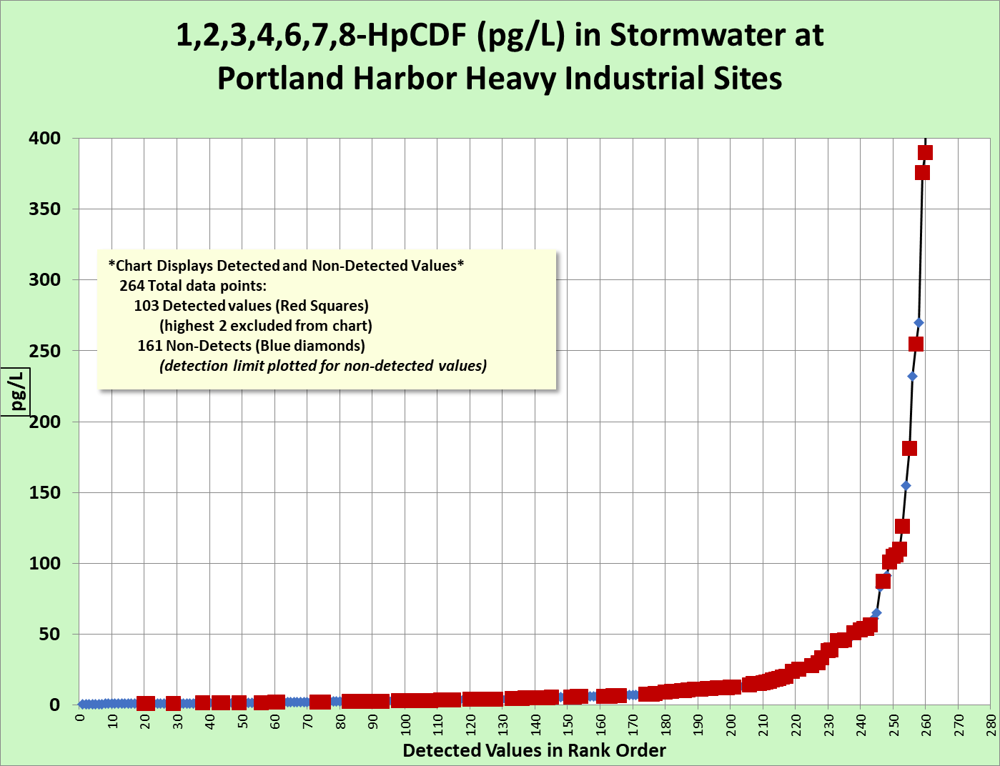 1,2,3,4,6,7,8-HpCDF (pg/L) in Stormwater at
Portland Harbor Heavy Industrial Sites
400
350
300
250
200
150
100
50
0
pg/L
*Chart Displays Detected and Non-Detected Values*
264 Total data points:
103 Detected values (Red Squares)
(highest 2 excluded from chart)
161 Non-Detects (Blue diamonds)
(detection limit plotted for non-detected values)
0 10 20 30 40 50 60 70 80 90 100 110 120 130 140 150 160 170 180 190 200 210 220 230 240 250 260 270 280
Detected Values in Rank Order